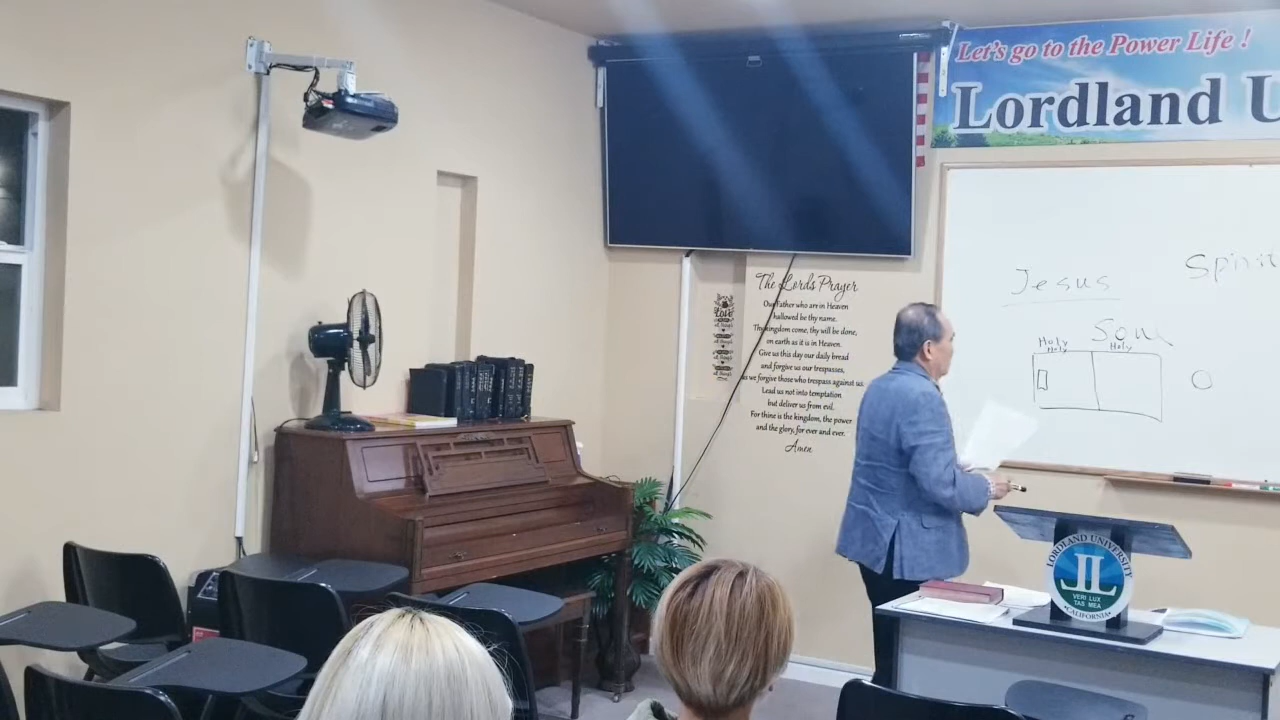 Let's go to the Power Life !
Lordland U
Jesus
Spirit
Soul
Holy
Holy
Holy
The Lord's Prayer
Our Father who are in Heaven
hallowed be thy name.
Thy kingdom come, thy will be done,
on earth as it is in Heaven.
Give us this day our daily bread
and forgive us our trespasses,
as we forgive those who trespass against us.
Lead us not into temptation
but deliver us from evil.
For thine is the kingdom, the power
and the glory, for ever and ever.
Amen
LORDLAND UNIVERSITY
JL
VERI LUX
TAS MEA
• CALIFORNIA •